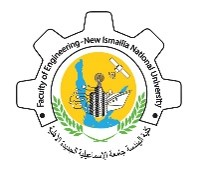 Faculty of Engineering - New Ismailia National University
كلية الهندسة جامعة الإسماعيلية الجديدة الأهلية